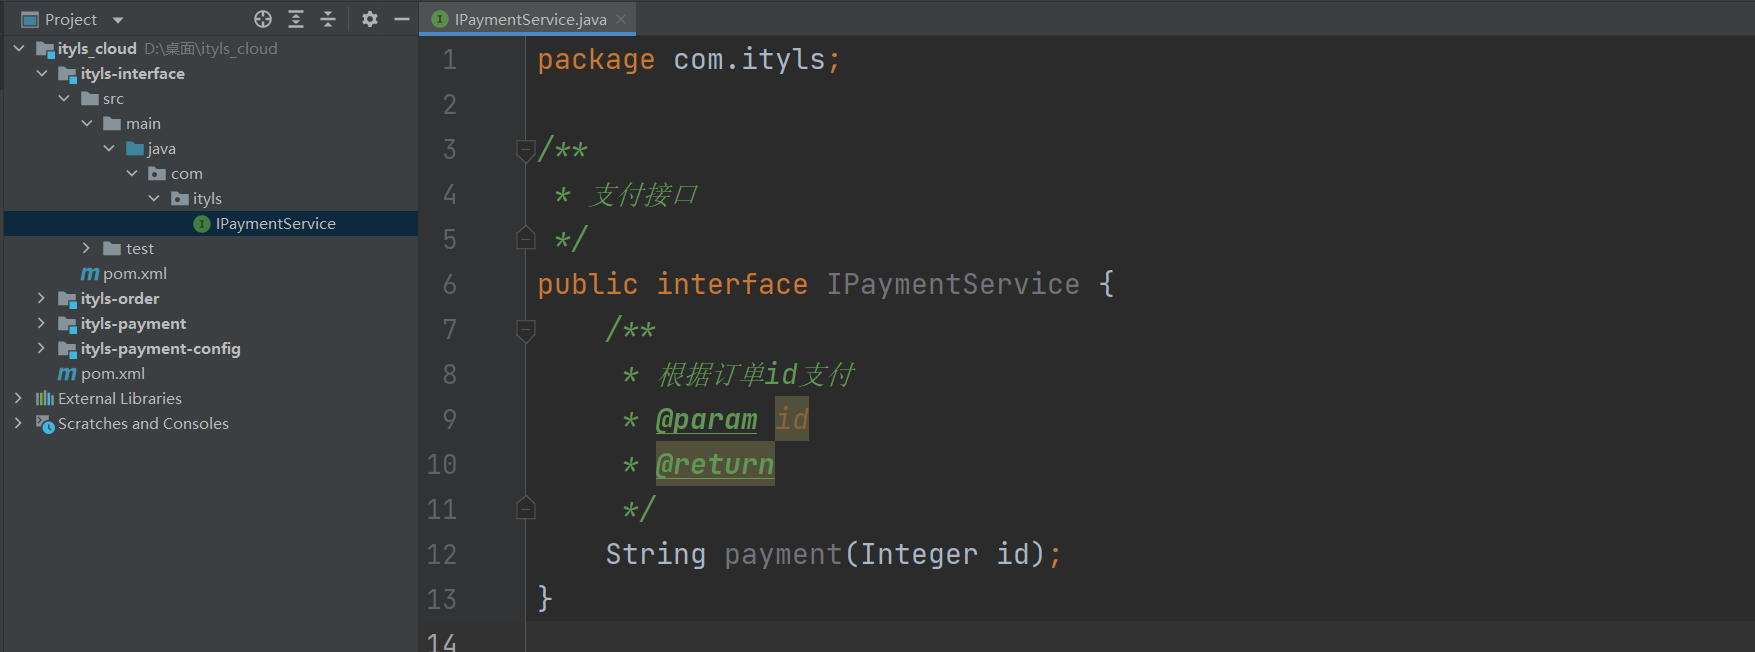 Project
ityls_cloud D:\桌面\ityls_cloud
ityls-interface
src
main
java
com
ityls
IPaymentService
test
pom.xml
ityls-order
ityls-payment
ityls-payment-config
pom.xml
External Libraries
Scratches and Consoles
IPaymentService.java
1 package com.ityls;
2
3 /**
4 * 支付接口
5 */
6 public interface IPaymentService {
7 /**
8 * 根据订单id支付
9 * @param id
10 * @return
11 */
12 String payment(Integer id);
13 }
14